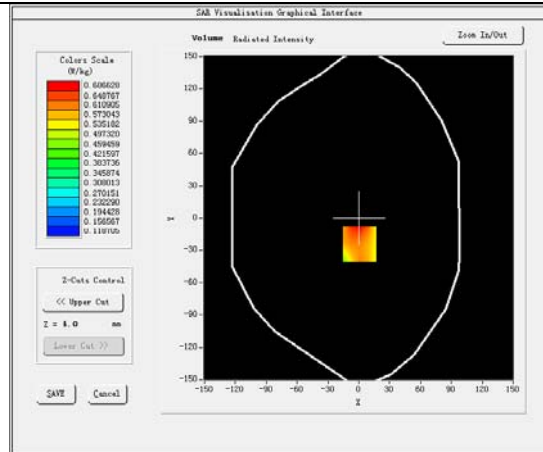 SAR Visualisation Graphical Interface
Volume Radiated Intensity
Zoom In/Out
Colors Scale
(W/kg)
0.686628
0.648767
0.610905
0.573043
0.535182
0.497320
0.459459
0.421597
0.383736
0.345874
0.308013
0.270151
0.232290
0.194428
0.156567
0.118705
Z-Cuts Control
<< Upper Cut
Z = 4.0 mm
Lower Cut >>
SAVE Cancel
150
120
90
60
30
0
-30
-60
-90
-120
-150
Y
-150 -120 -90 -60 -30 0 30 60 90 120 150
X